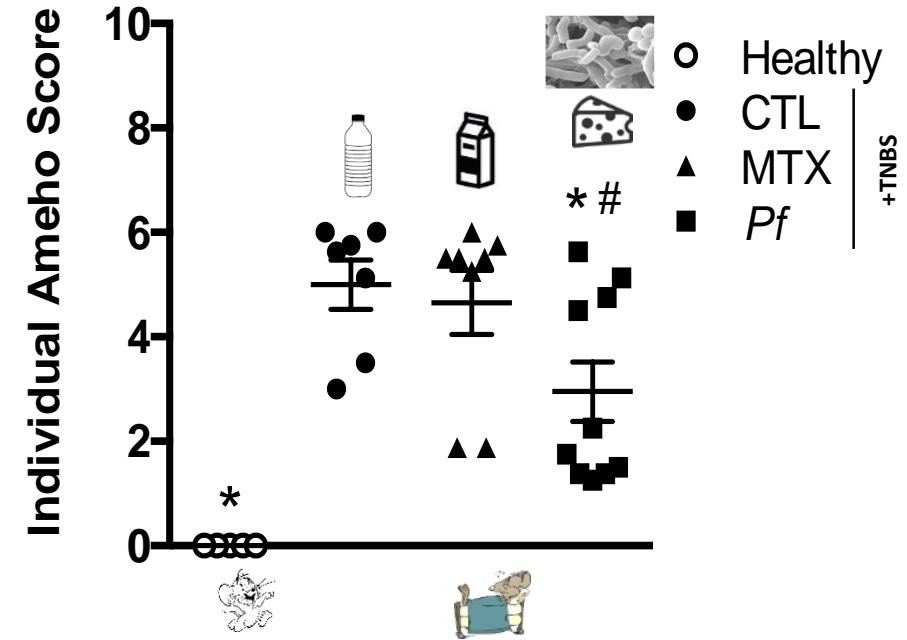 Individual Ameho Score
10
8
6
4
2
0
*
* #
Healthy
CTL
MTX
Pf
+TNBS